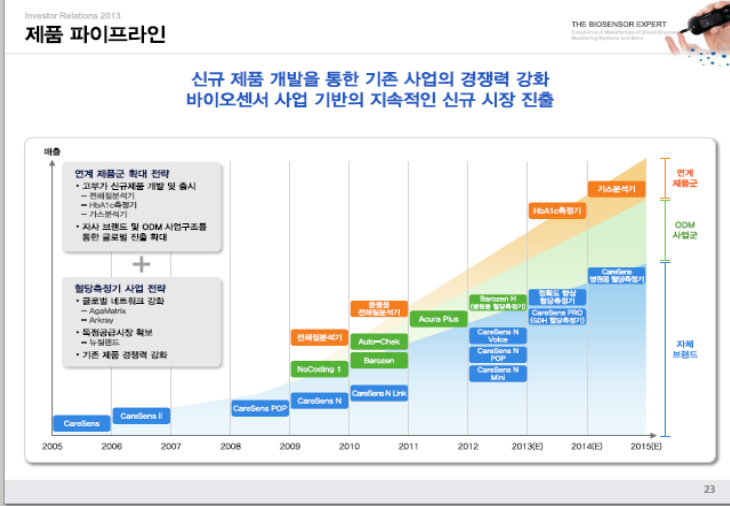 Investor Relations 2013
제품 파이프라인
THE BIOSENSOR EXPERT
Excellence in Manufacture of Blood Glucose
Monitoring Systems and More
신규 제품 개발을 통한 기존 사업의 경쟁력 강화
바이오센서 사업 기반의 지속적인 신규 시장 진출
매출
연계 제품군 확대 전략
• 고부가 신규제품 개발 및 출시
– 전해질분석기
– HbA1c측정기
– 가스분석기
• 자사 브랜드 및 ODM 사업구조를
통한 글로벌 진출 확대
+
혈당측정기 사업 전략
• 글로벌 네트워크 강화
– AgaMatrix
– Arkray
• 독점공급시장 확보
– 뉴질랜드
• 기존 제품 경쟁력 강화
가스분석기
HbA1c측정기
CareSens
병원용 혈당측정기
정확도 향상
혈당측정기
CareSens PRO
(GDH 혈당측정기)
Barozen H
(병원용 혈당측정기)
CareSens N
Voice
CareSens N
POP
CareSens N
Mini
Acura Plus
전해질분석기
Auto-Chek
Barozen
CareSens N Link
전해질분석기
NoCoding 1
CareSens N
CareSens POP
CareSens II
CareSens
연계
제품군
ODM
사업군
자체
브랜드
2005 2006 2007 2008 2009 2010 2011 2012 2013(E) 2014(E) 2015(E)
23